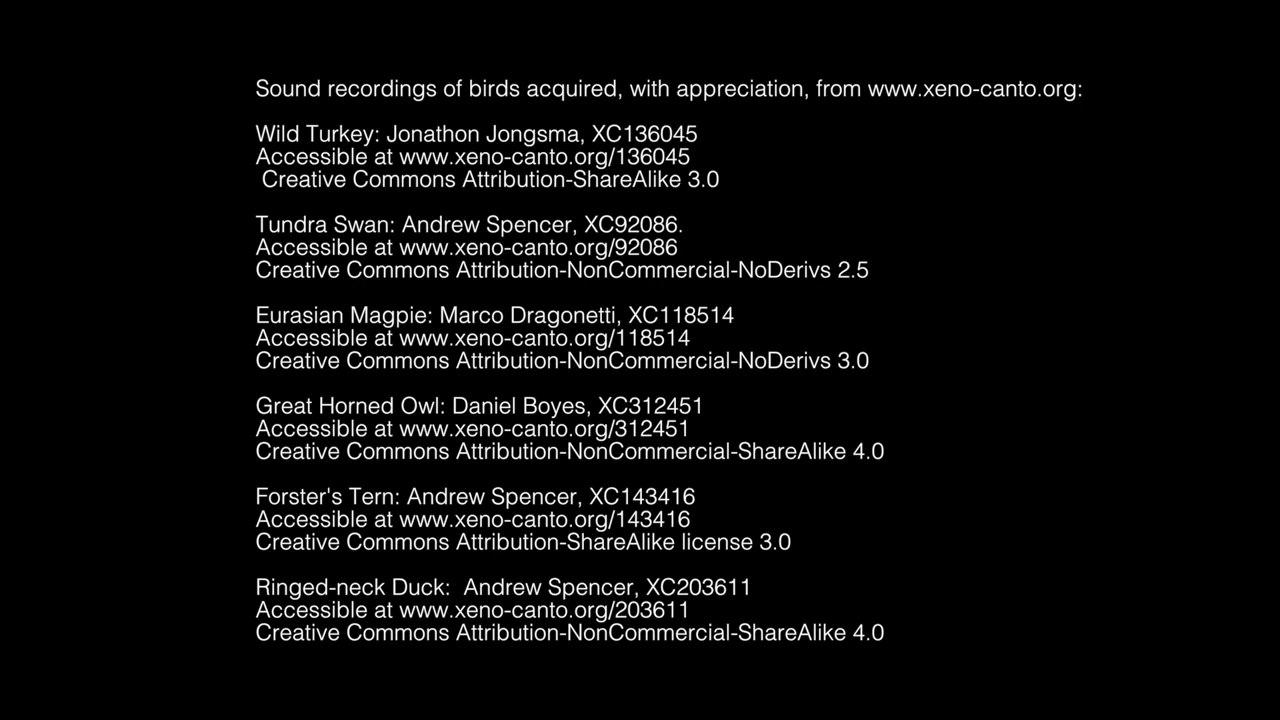 Sound recordings of birds acquired, with appreciation, from www.xeno-canto.org:
Wild Turkey: Jonathon Jongsma, XC136045
Accessible at www.xeno-canto.org/136045
Creative Commons Attribution-ShareAlike 3.0
Tundra Swan: Andrew Spencer, XC92086.
Accessible at www.xeno-canto.org/92086
Creative Commons Attribution-NonCommercial-NoDerivs 2.5
Eurasian Magpie: Marco Dragonetti, XC118514
Accessible at www.xeno-canto.org/118514
Creative Commons Attribution-NonCommercial-NoDerivs 3.0
Great Horned Owl: Daniel Boyes, XC312451
Accessible at www.xeno-canto.org/312451
Creative Commons Attribution-NonCommercial-ShareAlike 4.0
Forster's Tern: Andrew Spencer, XC143416
Accessible at www.xeno-canto.org/143416
Creative Commons Attribution-ShareAlike license 3.0
Ringed-neck Duck:  Andrew Spencer, XC203611
Accessible at www.xeno-canto.org/203611
Creative Commons Attribution-NonCommercial-ShareAlike 4.0